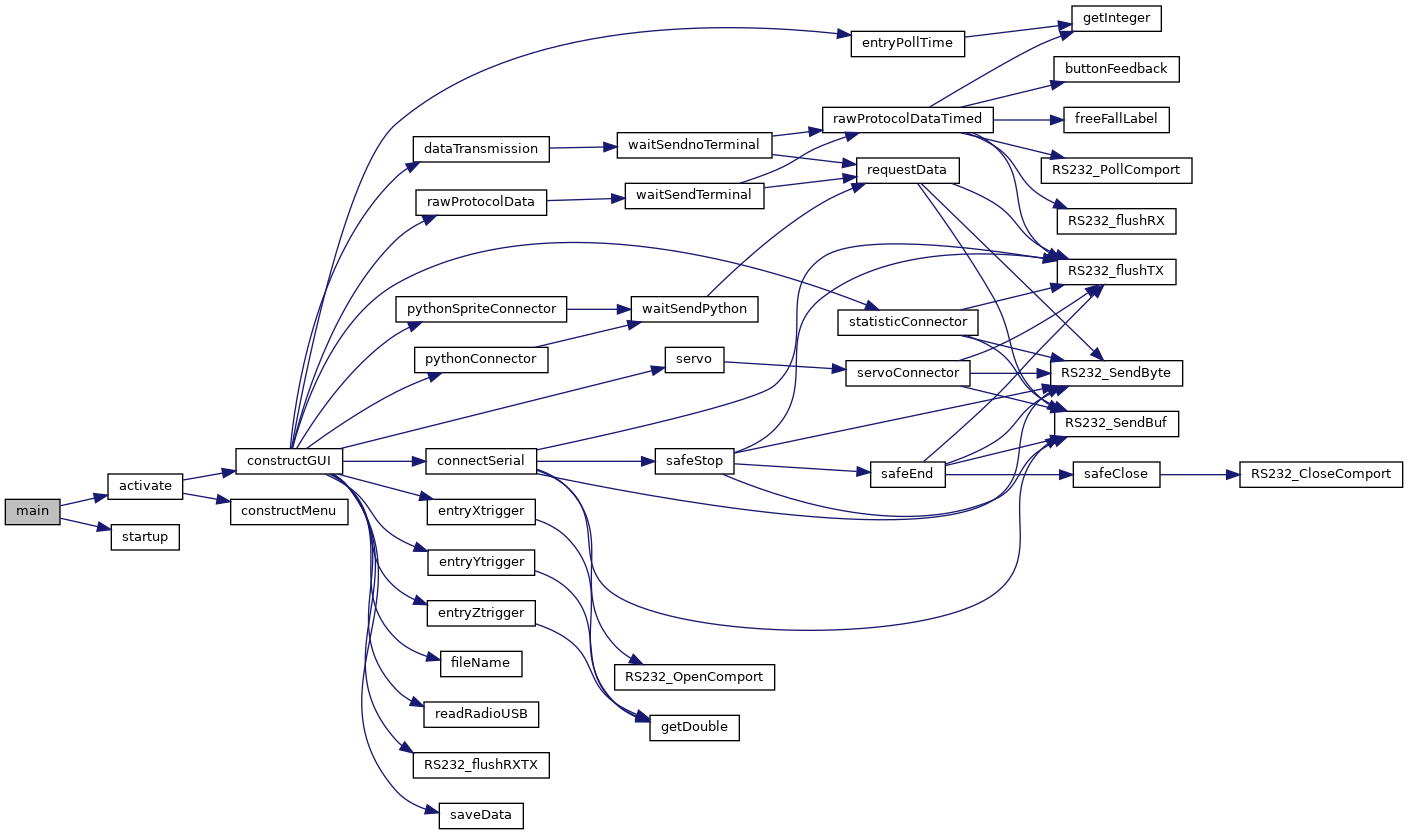 main
activate
startup
constructGUI
constructMenu
entryPollTime
dataTransmission
rawProtocolData
pythonSpriteConnector
pythonConnector
servo
connectSerial
entryXtrigger
entryYtrigger
entryZtrigger
fileName
readRadioUSB
RS232_flushRXTX
saveData
waitSendnoTerminal
waitSendTerminal
waitSendPython
safeStop
RS232_OpenComport
getDouble
rawProtocolDataTimed
requestData
statisticConnector
servoConnector
safeEnd
getInteger
buttonFeedback
freeFallLabel
RS232_PollComport
RS232_flushRX
RS232_flushTX
RS232_SendByte
RS232_SendBuf
safeClose
RS232_CloseComport